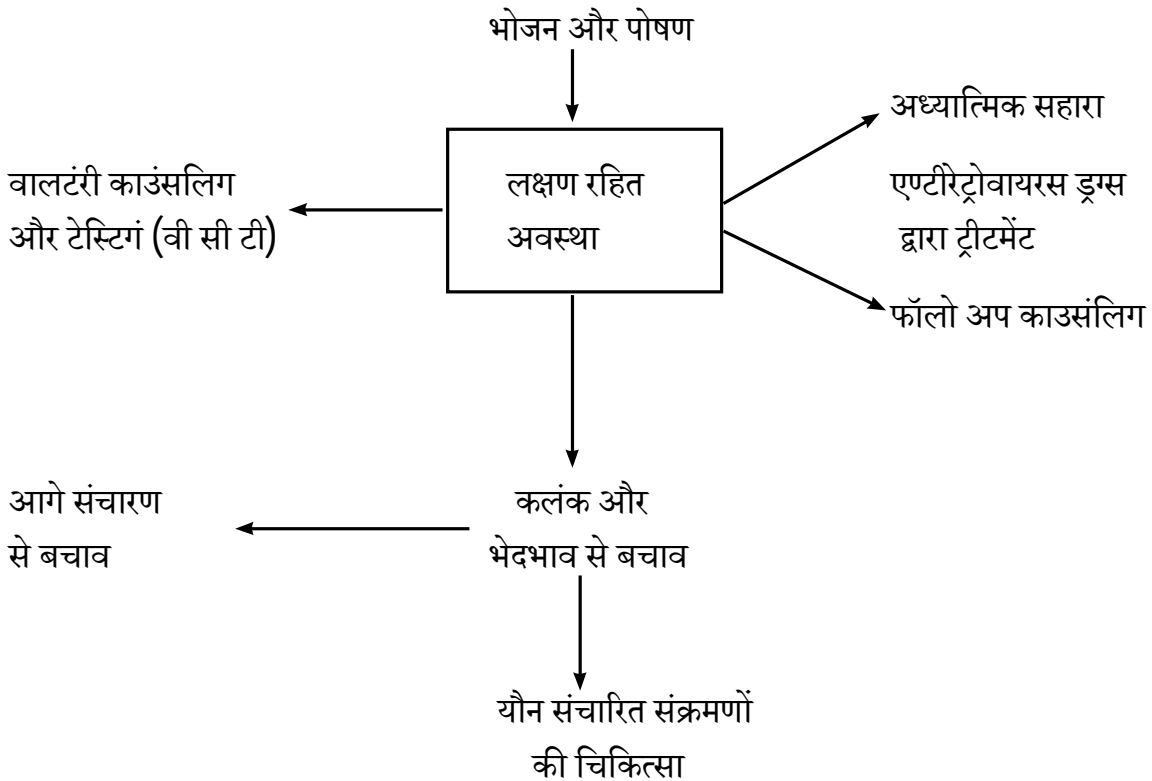 भोजन और पोषण
अध्यात्मिक सहारा
वालटंरी काउंसलिग
और टेस्टिगं (वी सी टी)
लक्षण रहित
अवस्था
एण्टीरेट्रोवायरस ड्रग्स
द्वारा ट्रीटमेंट
फॉलो अप काउसंलिग
आगे संचारण
से बचाव
कलंक और
भेदभाव से बचाव
यौन संचारित संक्रमणों
की चिकित्सा